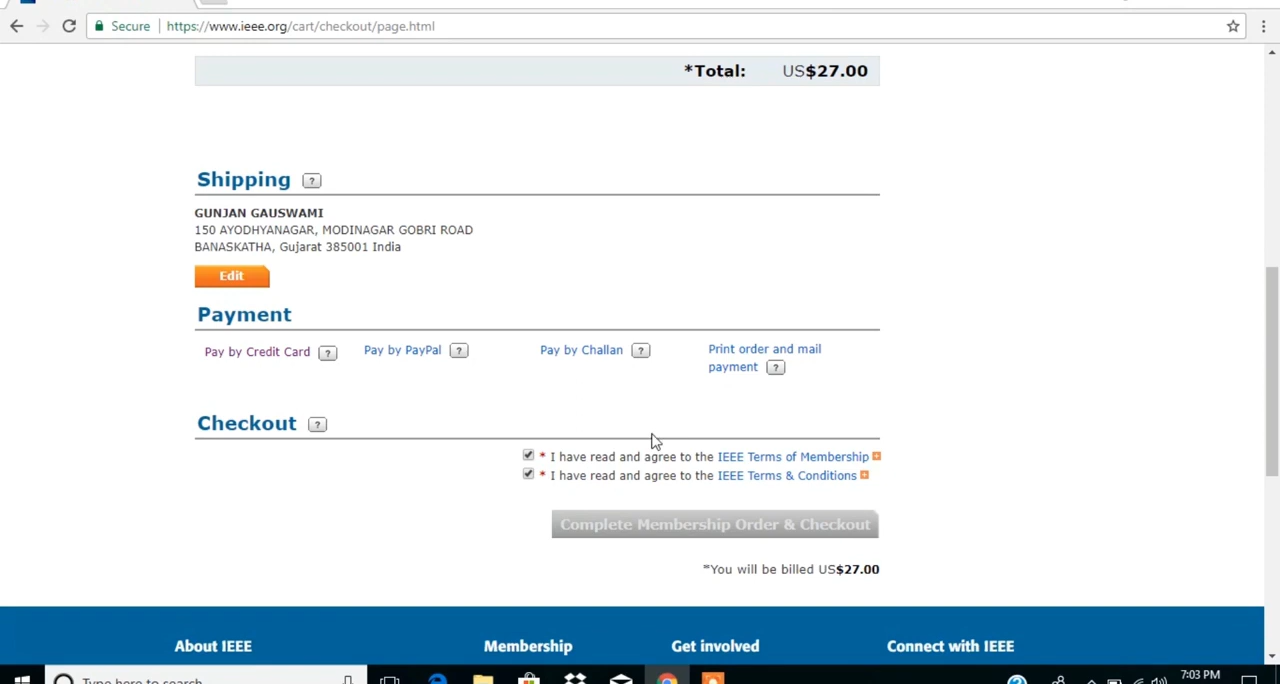 Secure | https://www.ieee.org/cart/checkout/page.html
*Total: US$27.00
Shipping ?
GUNJAN GAUSWAMI
150 AYODHYANAGAR, MODINAGAR GOBRI ROAD
BANASKATHA, Gujarat 385001 India
Edit
Payment
Pay by Credit Card ? Pay by PayPal ? Pay by Challan ? Print order and mail
payment ?
Checkout ?
* I have read and agree to the IEEE Terms of Membership
* I have read and agree to the IEEE Terms & Conditions
Complete Membership Order & Checkout
*You will be billed US$27.00
About IEEE Membership Get involved Connect with IEEE
Type here to search 7:03 PM